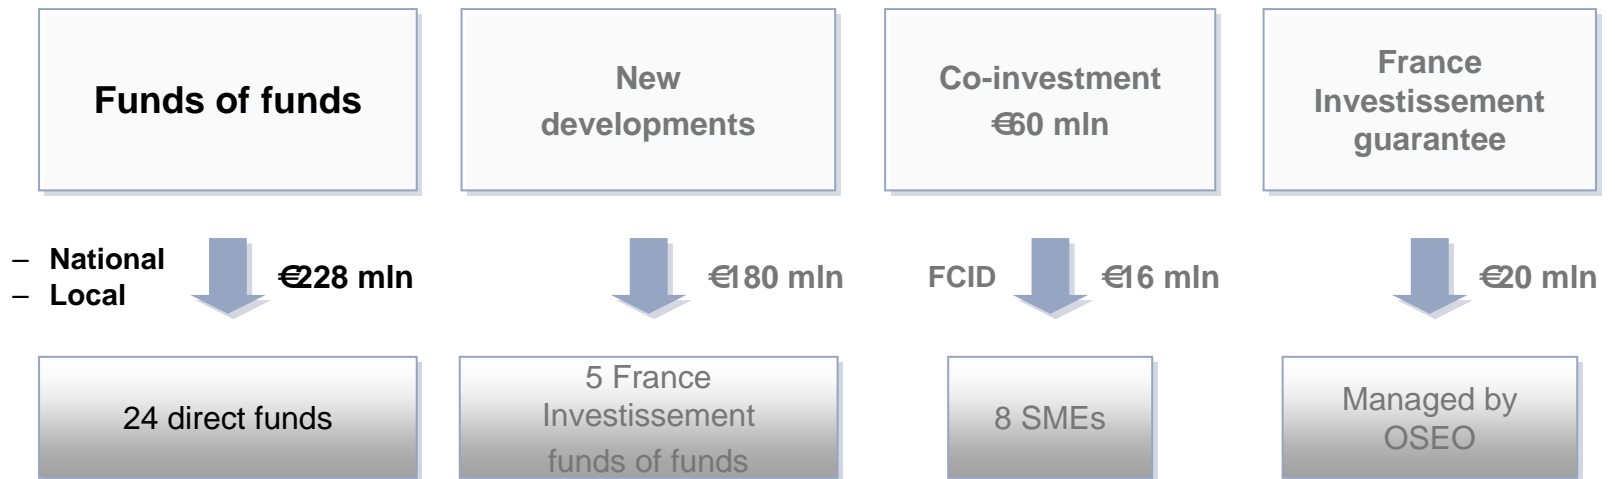 Funds of funds
New
developments
Co-investment
€60 mln
France
Investissement
guarantee
– National
– Local
€228 mln
€180 mln
FCID
€16 mln
€20 mln
24 direct funds
5 France
Investissement
funds of funds
8 SMEs
Managed by
OSEO